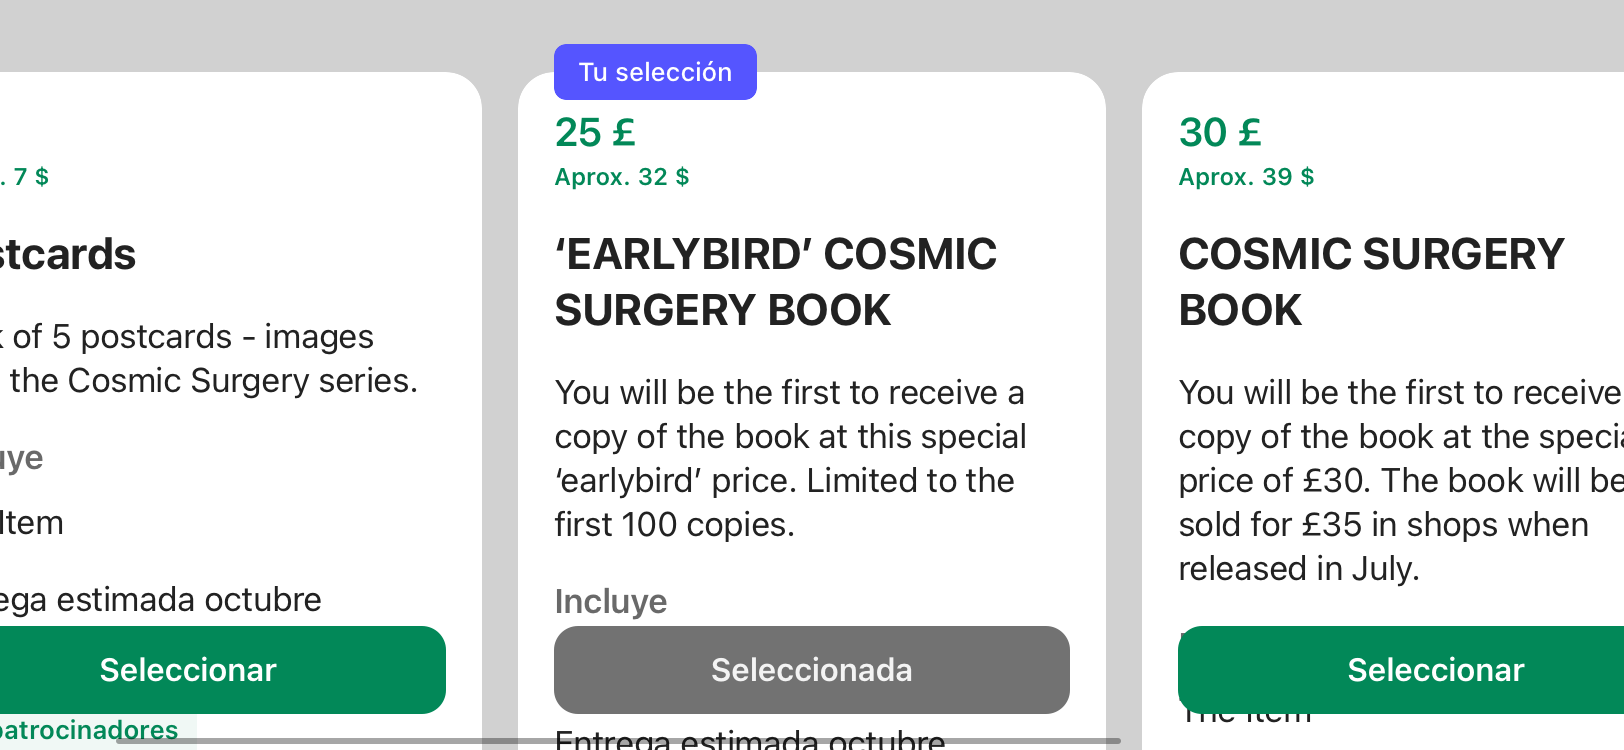 . 7 $
stcards
of 5 postcards - images
the Cosmic Surgery series.
uye
Item
ega estimada octubre
Seleccionar
patrocinadores
Tu selección
25 £
Aprox. 32 $
‘EARLYBIRD’ COSMIC
SURGERY BOOK
You will be the first to receive a
copy of the book at this special
‘earlybird’ price. Limited to the
first 100 copies.
Incluye
Seleccionada
Entrega estimada octubre
30 £
Aprox. 39 $
COSMIC SURGERY
BOOK
You will be the first to receive
copy of the book at the specia
price of £30. The book will be
sold for £35 in shops when
released in July.
Seleccionar
The item